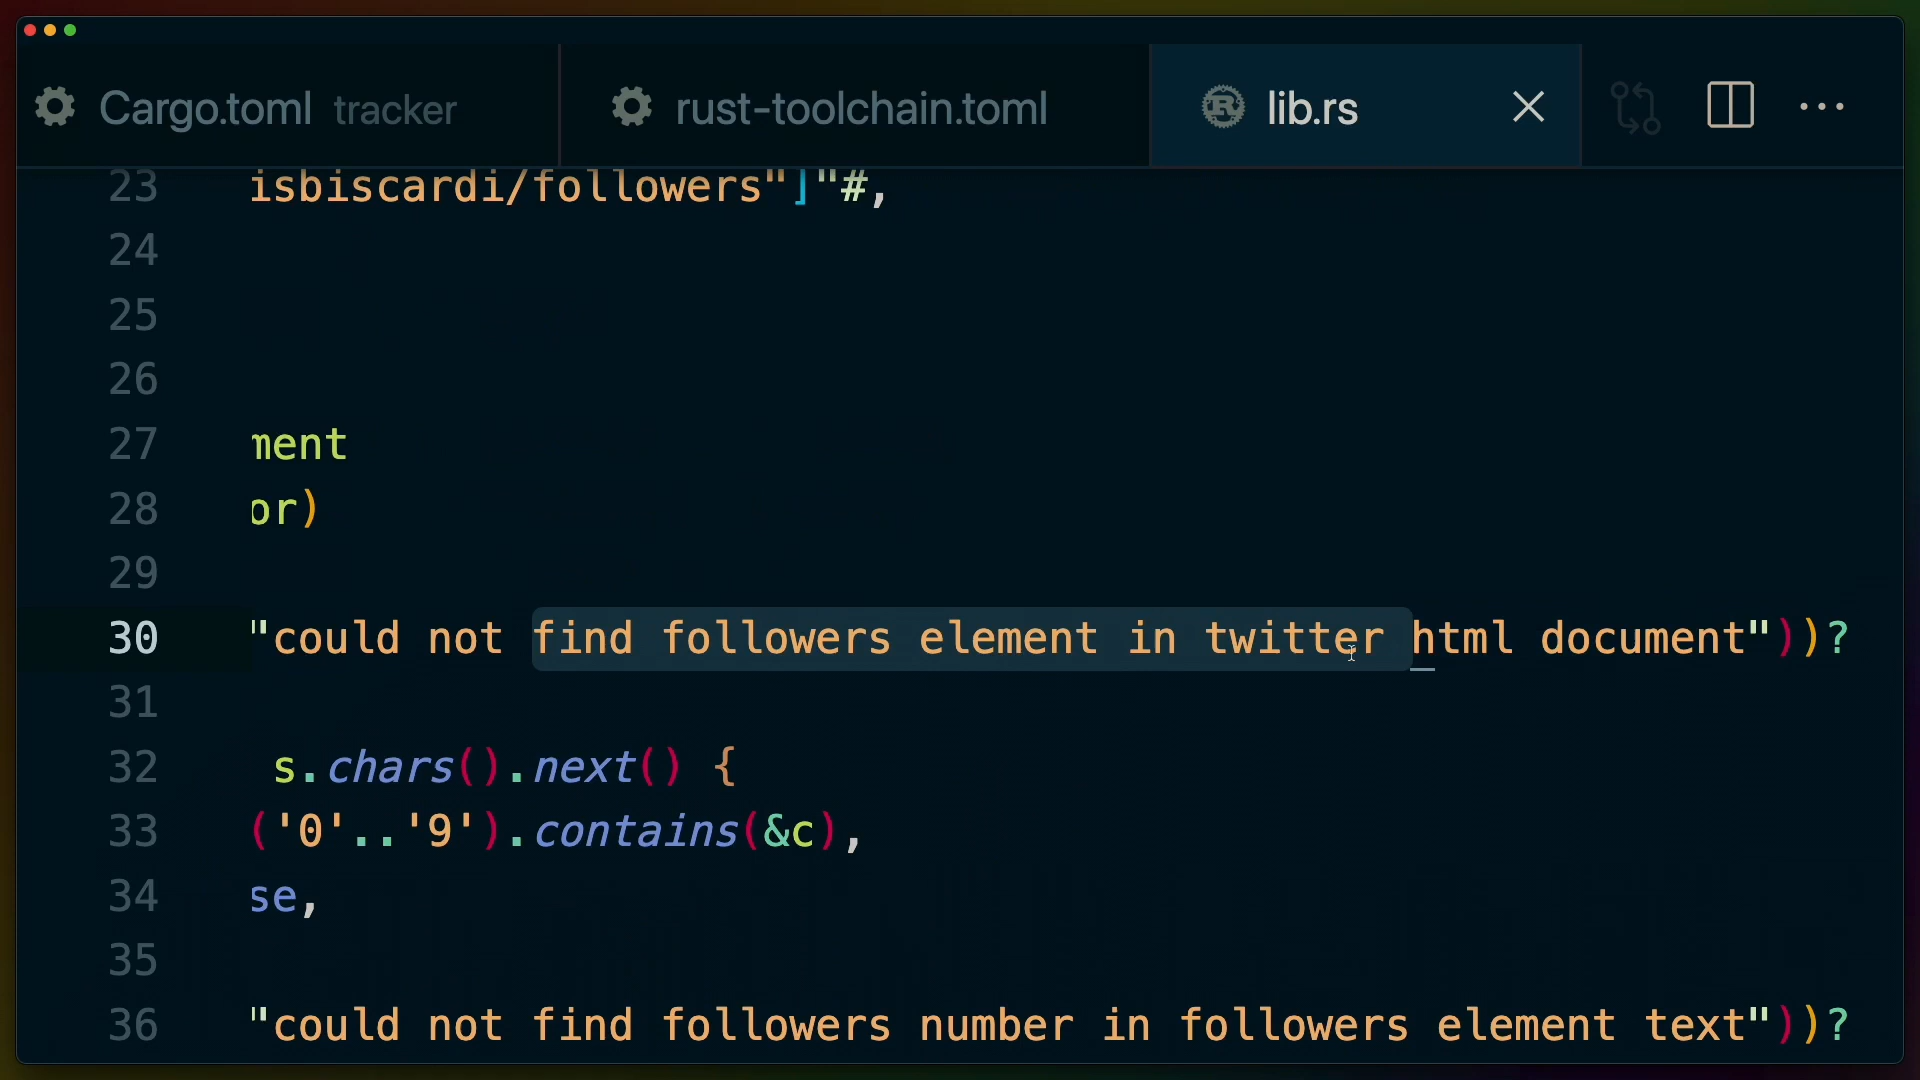 Cargo.toml tracker
rust-toolchain.toml
lib.rs
23 isbiscardi/followers"]"#,
24
25
26
27 ment
28 or)
29
30 "could not find followers element in twitter html document"))?
31
32 s.chars().next() {
33 ('0'..'9').contains(&c),
34 se,
35
36 "could not find followers number in followers element text"))?